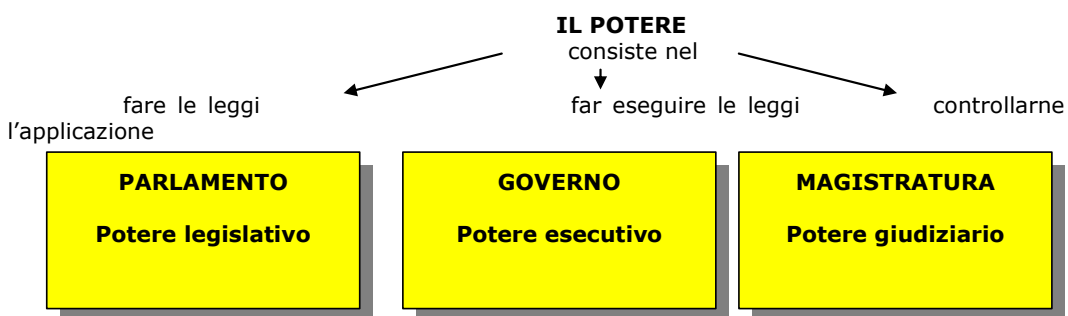 IL POTERE
consiste nel
fare le leggi far eseguire le leggi controllarne
l'applicazione
PARLAMENTO GOVERNO MAGISTRATURA
Potere legislativo Potere esecutivo Potere giudiziario